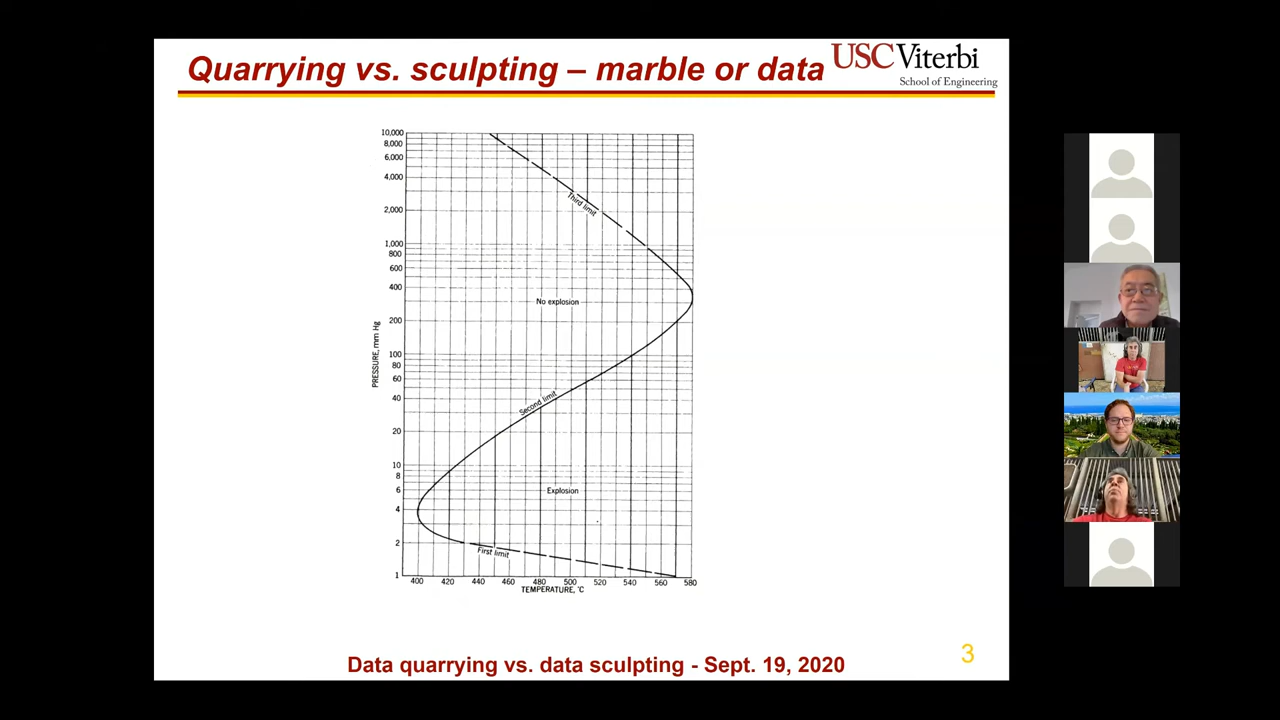 Quarrying vs. sculpting – marble or data
USC Viterbi
School of Engineering
10,000
8,000
6,000
4,000
2,000
1,000
800
600
400
200
100
80
60
40
20
10
8
6
4
2
1
PRESSURE, mm Hg
Third limit
No explosion
Second limit
Explosion
First limit
400 420 440 460 480 500 520 540 560 580
TEMPERATURE, °C
Data quarrying vs. data sculpting - Sept. 19, 2020
3